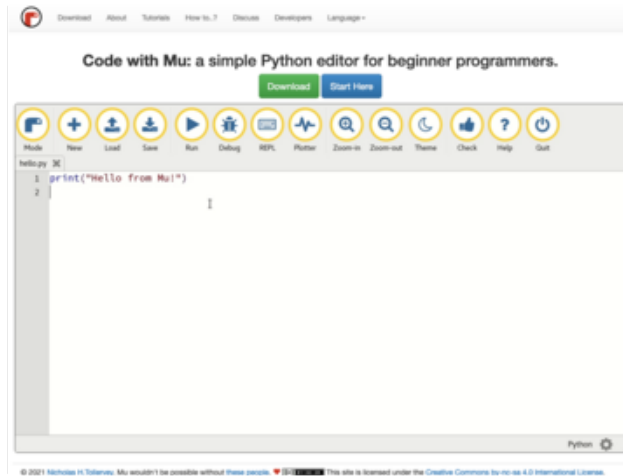 Download About Tutorials How to..? Discuss Developers Language
Code with Mu: a simple Python editor for beginner programmers.
Download Start Here
Mode New Load Save Run Debug REPL Plotter Zoom-in Zoom-out Theme Check Help Quit
hello.py
1 print("Hello from Mu!")
2
Python
© 2021 Nicholas H.Tollervey. Mu wouldn't be possible without these people. This site is licensed under the Creative Commons by-nc-sa 4.0 International License.